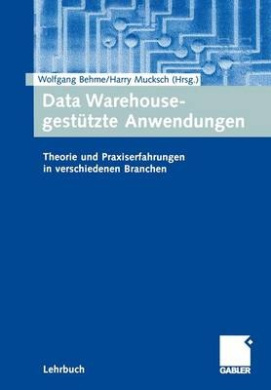 Wolfgang Behme/Harry Mucksch (Hrsg.)
Data Warehouse-
gestützte Anwendungen
Theorie und Praxiserfahrungen
in verschiedenen Branchen
Lehrbuch
GABLER